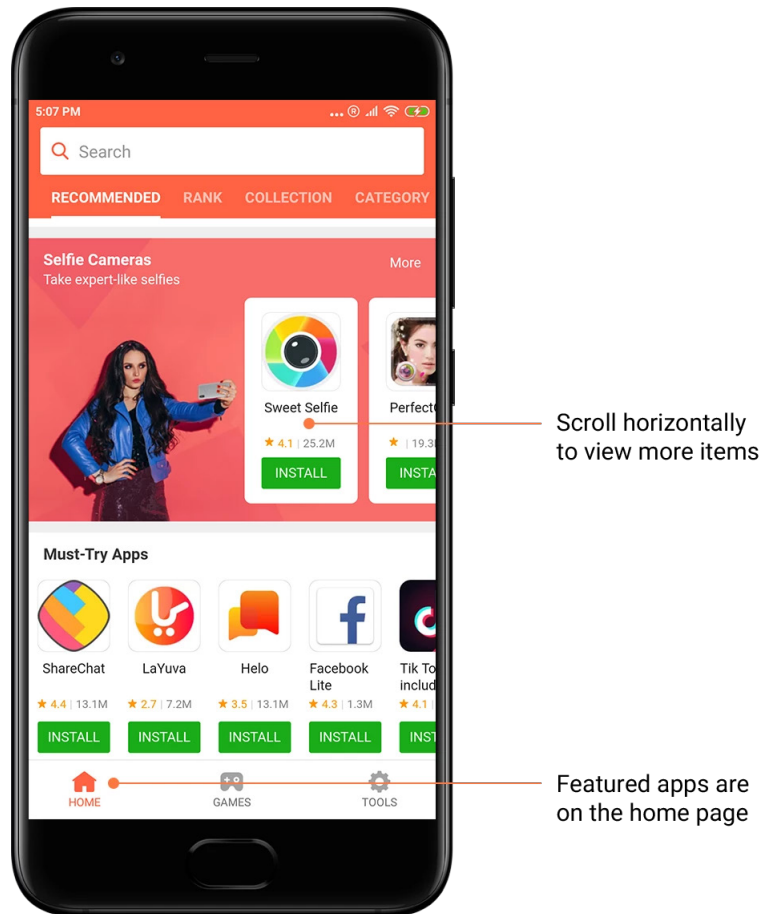 5:07 PM
Search
RECOMMENDED RANK COLLECTION CATEGORY
Selfie Cameras
More
Take expert-like selfies
Sweet Selfie
Perfect
4.1 | 25.2M
| 19.3
INSTALL
INSTA
Must-Try Apps
ShareChat LaYuva Helo Facebook Lite Tik To includ
4.4 | 13.1M 2.7 | 7.2M 3.5 | 13.1M 4.3 | 1.3M 4.1 |
INSTALL INSTALL INSTALL INSTALL INST
HOME GAMES TOOLS
Scroll horizontally
to view more items
Featured apps are
on the home page